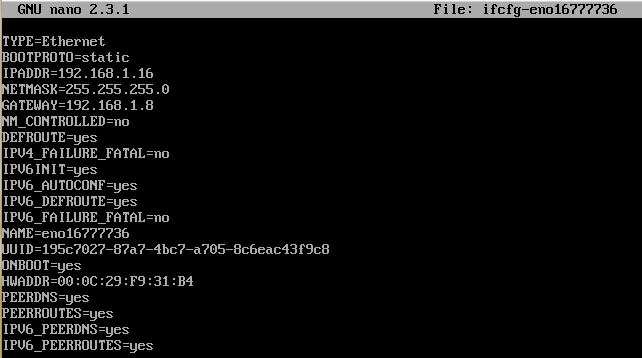 GNU nano 2.3.1 File: ifcfg-eno16777736
TYPE=Ethernet
BOOTPROTO=static
IPADDR=192.168.1.16
NETMASK=255.255.255.0
GATEWAY=192.168.1.8
NM_CONTROLLED=no
DEFROUTE=yes
IPV4_FAILURE_FATAL=no
IPV6INIT=yes
IPV6_AUTOCONF=yes
IPV6_DEFROUTE=yes
IPV6_FAILURE_FATAL=no
NAME=eno16777736
UUID=195c7027-87a7-4bc7-a705-8c6eac43f9c8
ONBOOT=yes
HWADDR=00:0C:29:F9:31:B4
PEERDNS=yes
PEERROUTES=yes
IPV6_PEERDNS=yes
IPV6_PEERROUTES=yes